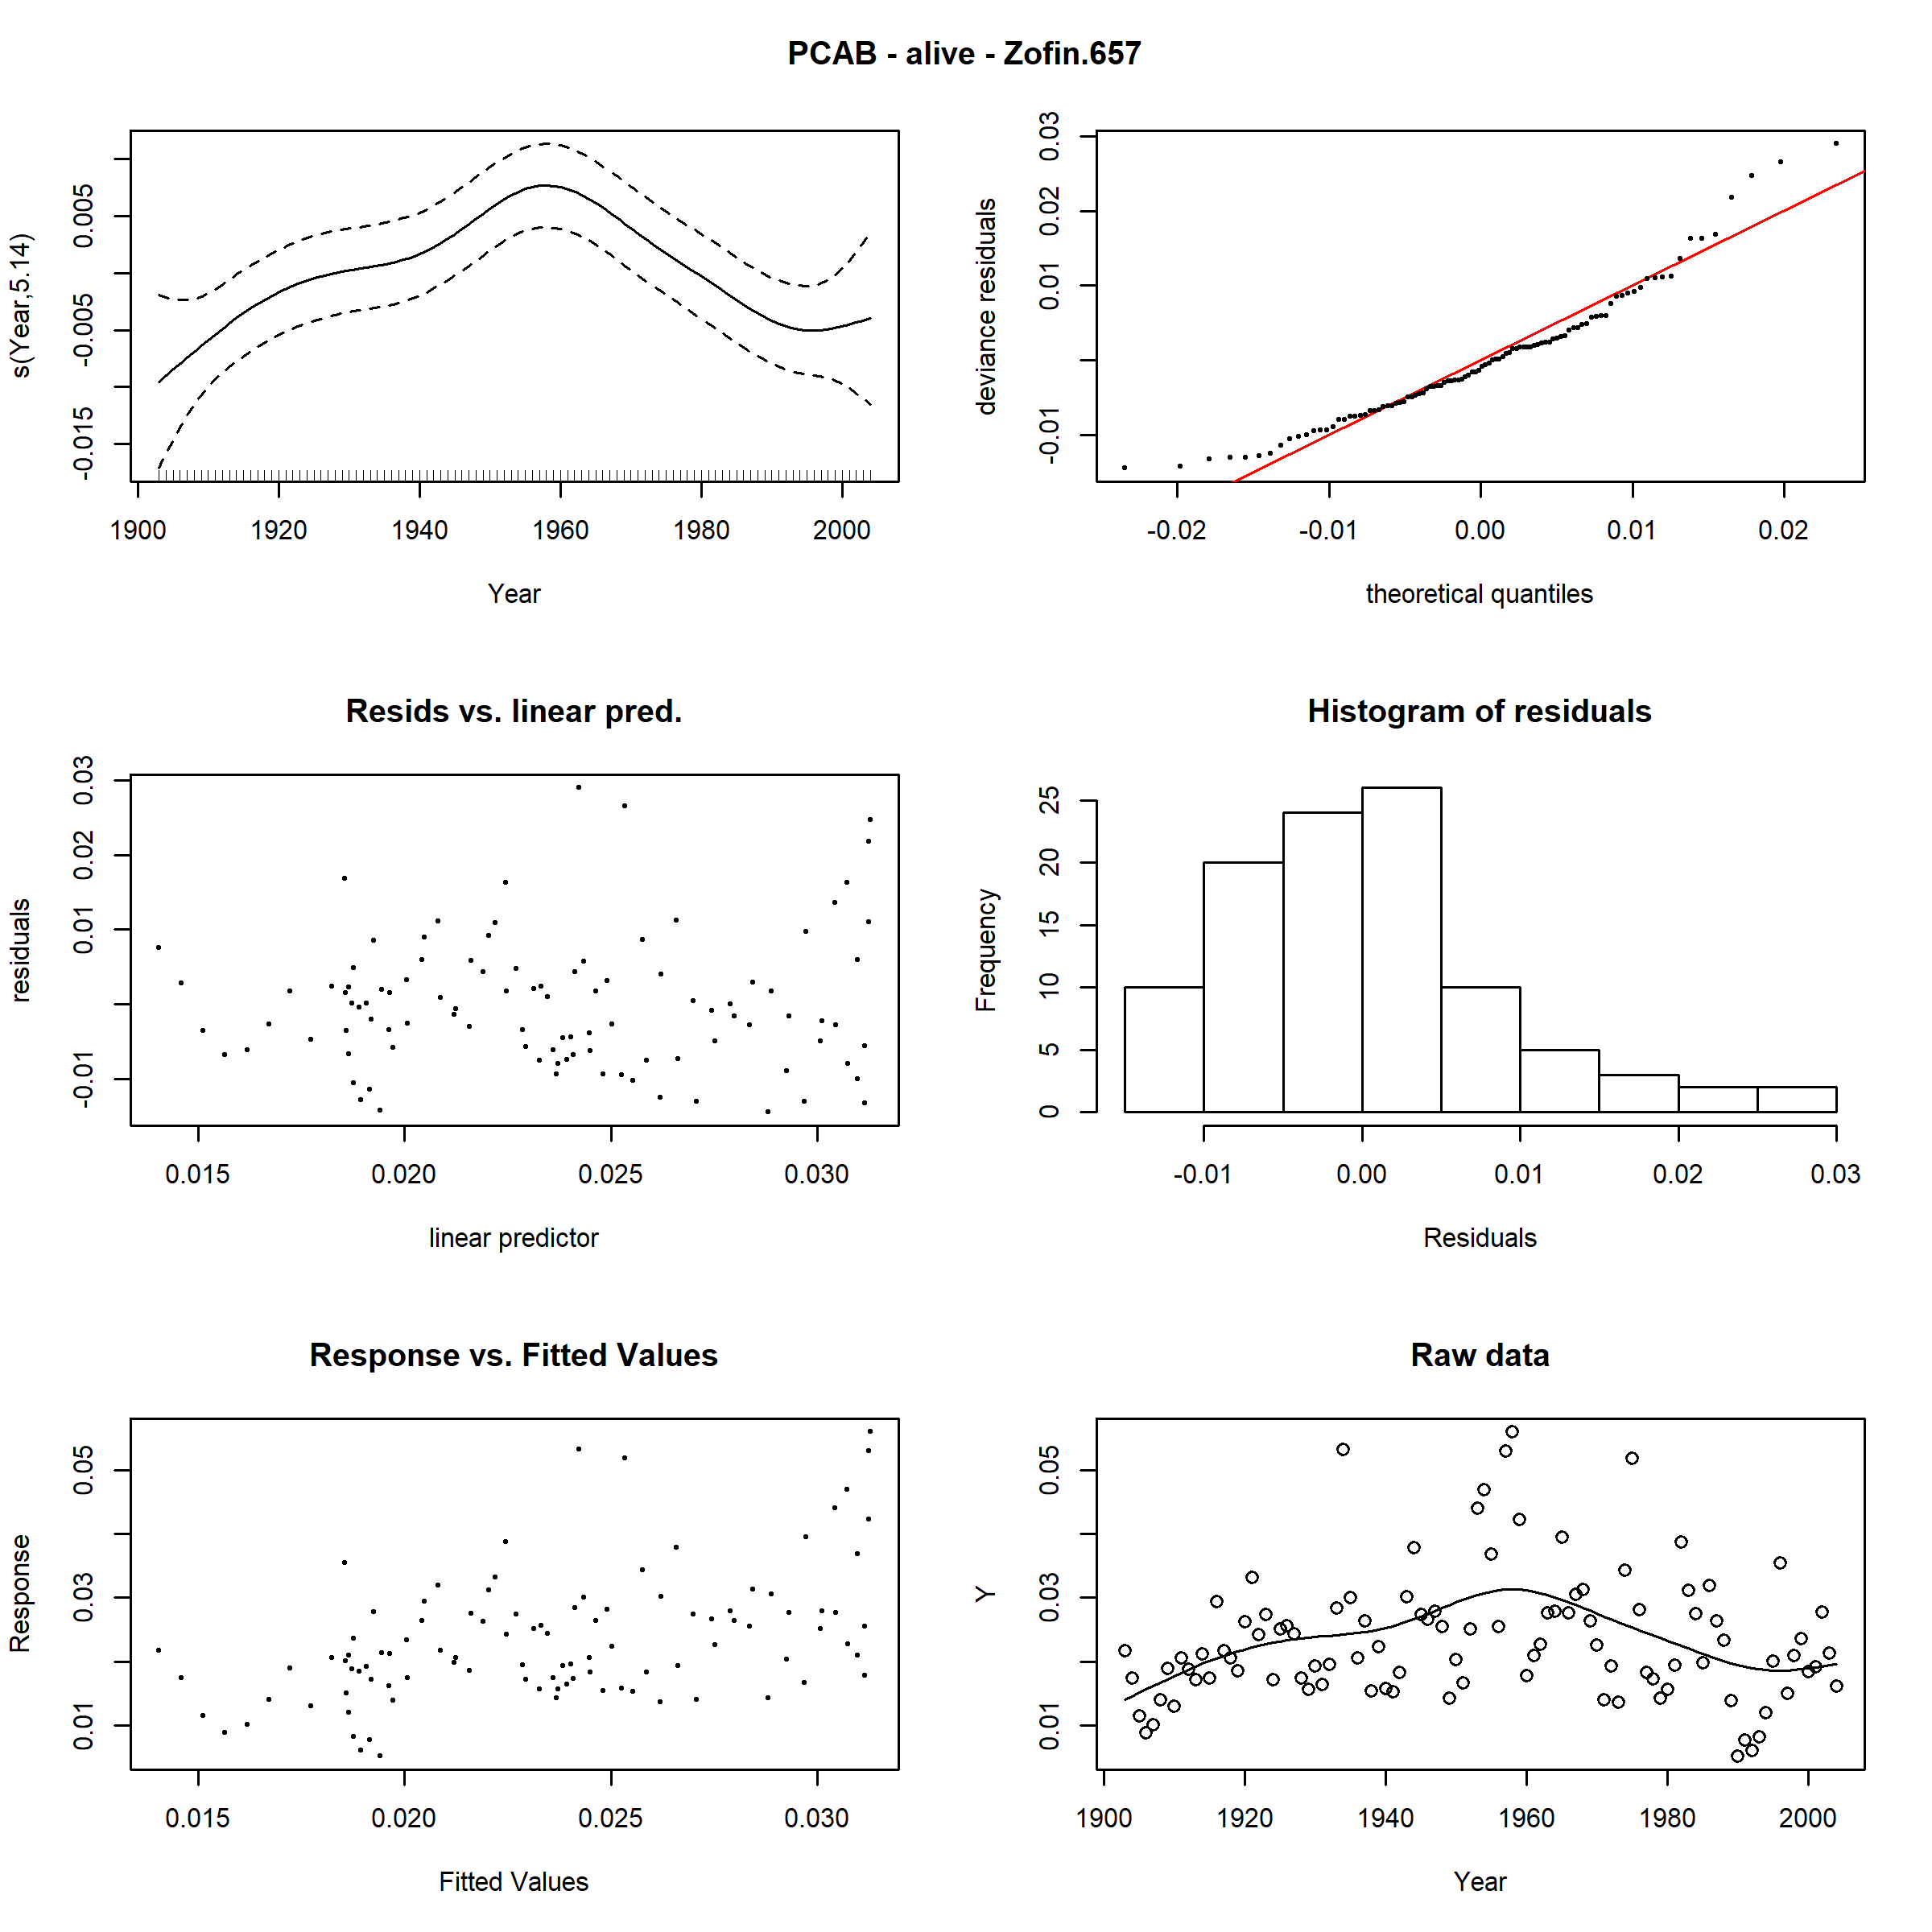 PCAB - alive - Zofin.657
s(Year,5.14)
-0.015
-0.005
0.005
1900 1920 1940 1960 1980 2000
Year
deviance residuals
-0.01
0.01
0.02
0.03
-0.02 -0.01 0.00 0.01 0.02
theoretical quantiles
Resids vs. linear pred.
residuals
-0.01
0.01
0.02
0.03
0.015 0.020 0.025 0.030
linear predictor
Histogram of residuals
Frequency
0
5
10
15
20
25
-0.01 0.00 0.01 0.02 0.03
Residuals
Response vs. Fitted Values
Response
0.01
0.03
0.05
0.015 0.020 0.025 0.030
Fitted Values
Raw data
Y
0.01
0.03
0.05
1900 1920 1940 1960 1980 2000
Year